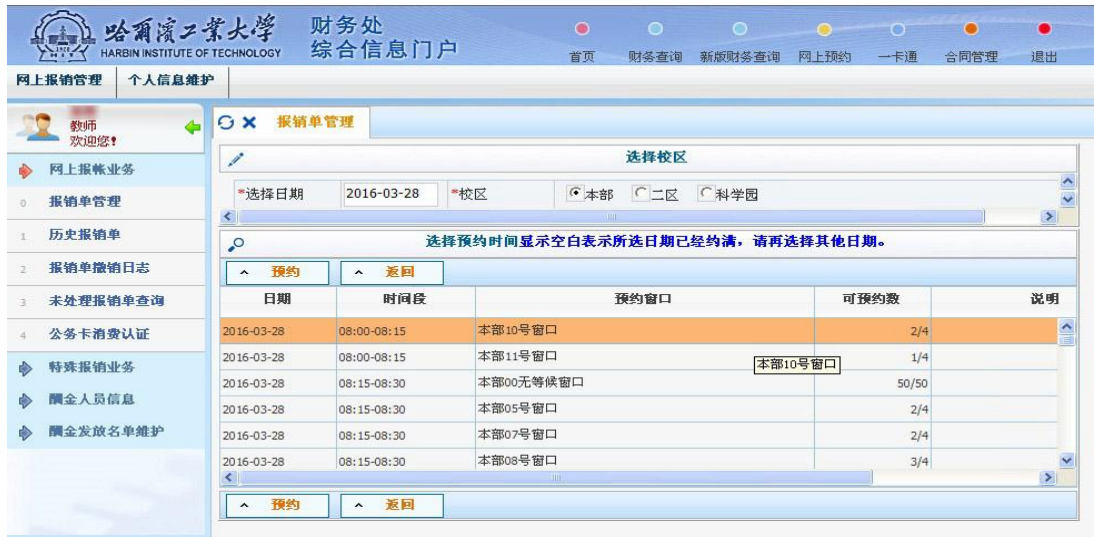 哈尔滨工业大学 财务处
HARBIN INSTITUTE OF TECHNOLOGY 综合信息门户
首页 财务查询 新版财务查询 网上预约 一卡通 合同管理 退出
网上报销管理 个人信息维护
教师
欢迎您!
网上报帐业务
0 报销单管理
1 历史报销单
2 报销单撤销日志
3 未处理报销单查询
4 公务卡消费认证
特殊报销业务
酬金人员信息
酬金发放名单维护
报销单管理
选择校区
*选择日期 2016-03-28 *校区 本部 二区 科学园
选择预约时间显示空白表示所选日期已经约满,请再选择其他日期。
预约 返回
日期 时间段 预约窗口 可预约数 说明
2016-03-28 08:00-08:15 本部10号窗口 2/4
2016-03-28 08:00-08:15 本部11号窗口 1/4
本部10号窗口
2016-03-28 08:15-08:30 本部00无等候窗口 50/50
2016-03-28 08:15-08:30 本部05号窗口 2/4
2016-03-28 08:15-08:30 本部07号窗口 2/4
2016-03-28 08:15-08:30 本部08号窗口 3/4
预约 返回